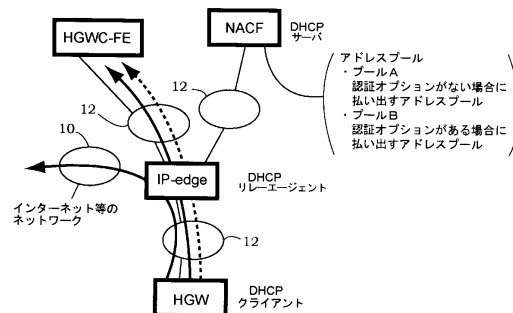 HGWC-FE
NACF
DHCP
サーバ
アドレスプール
・プールA
認証オプションがない場合に
払い出すアドレスプール
・プールB
認証オプションがある場合に
払い出すアドレスプール
12
12
10
IP-edge
DHCP
リレーエージェント
インターネット等の
ネットワーク
12
HGW
DHCP
クライアント